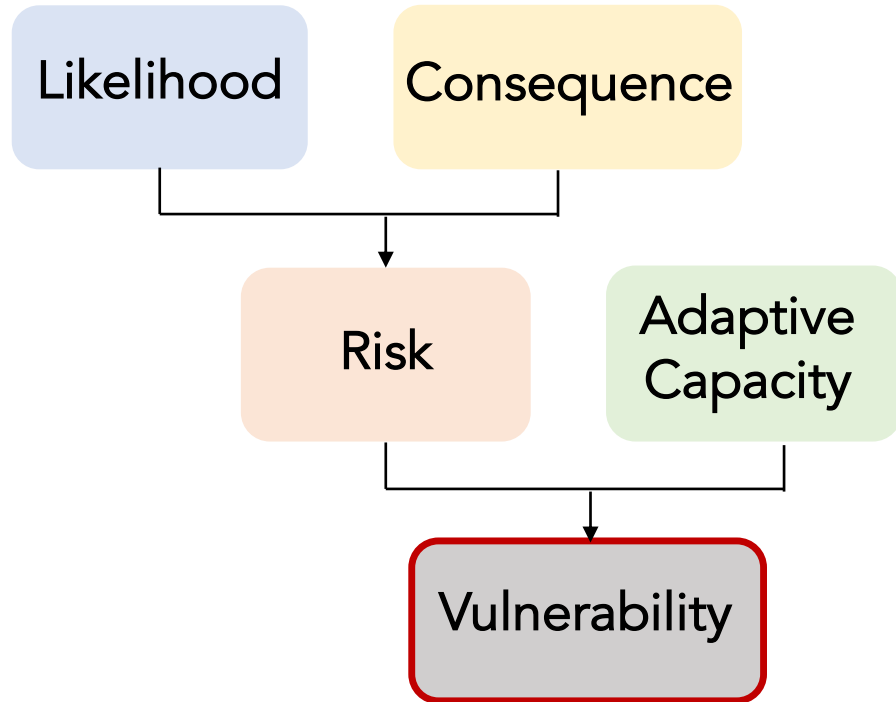 Likelihood
Consequence
Risk
Adaptive
Capacity
Vulnerability